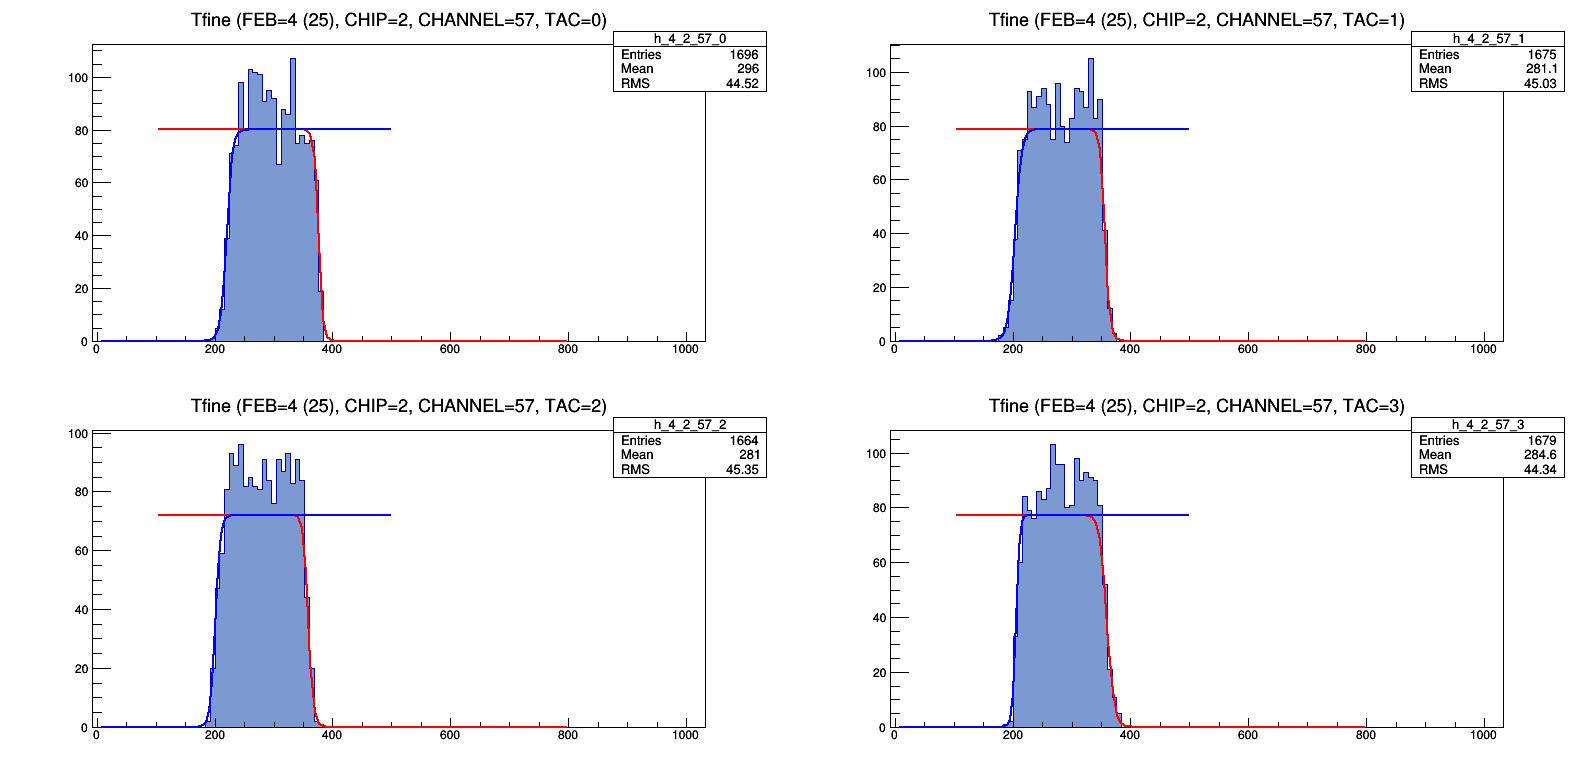 Tfine (FEB=4 (25), CHIP=2, CHANNEL=57, TAC=0)
h_4_2_57_0
Entries 1696
Mean 296
RMS 44.52
100
80
60
40
20
0
0 200 400 600 800 1000
Tfine (FEB=4 (25), CHIP=2, CHANNEL=57, TAC=1)
h_4_2_57_1
Entries 1675
Mean 281.1
RMS 45.03
100
80
60
40
20
0
0 200 400 600 800 1000
Tfine (FEB=4 (25), CHIP=2, CHANNEL=57, TAC=2)
h_4_2_57_2
Entries 1664
Mean 281
RMS 45.35
100
80
60
40
20
0
0 200 400 600 800 1000
Tfine (FEB=4 (25), CHIP=2, CHANNEL=57, TAC=3)
h_4_2_57_3
Entries 1679
Mean 284.6
RMS 44.34
100
80
60
40
20
0
0 200 400 600 800 1000